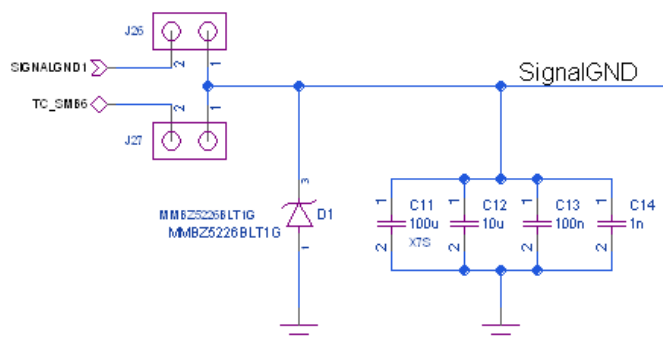 J26
SIGNALGND1
2
1
SignalGND
TC_SMB6
2
1
J27
3
MMBZ5226BLT1G
D1
MMBZ5226BLT1G
1
1
C11
100u
X7S
2
1
C12
10u
2
1
C13
100n
2
1
C14
1n
2